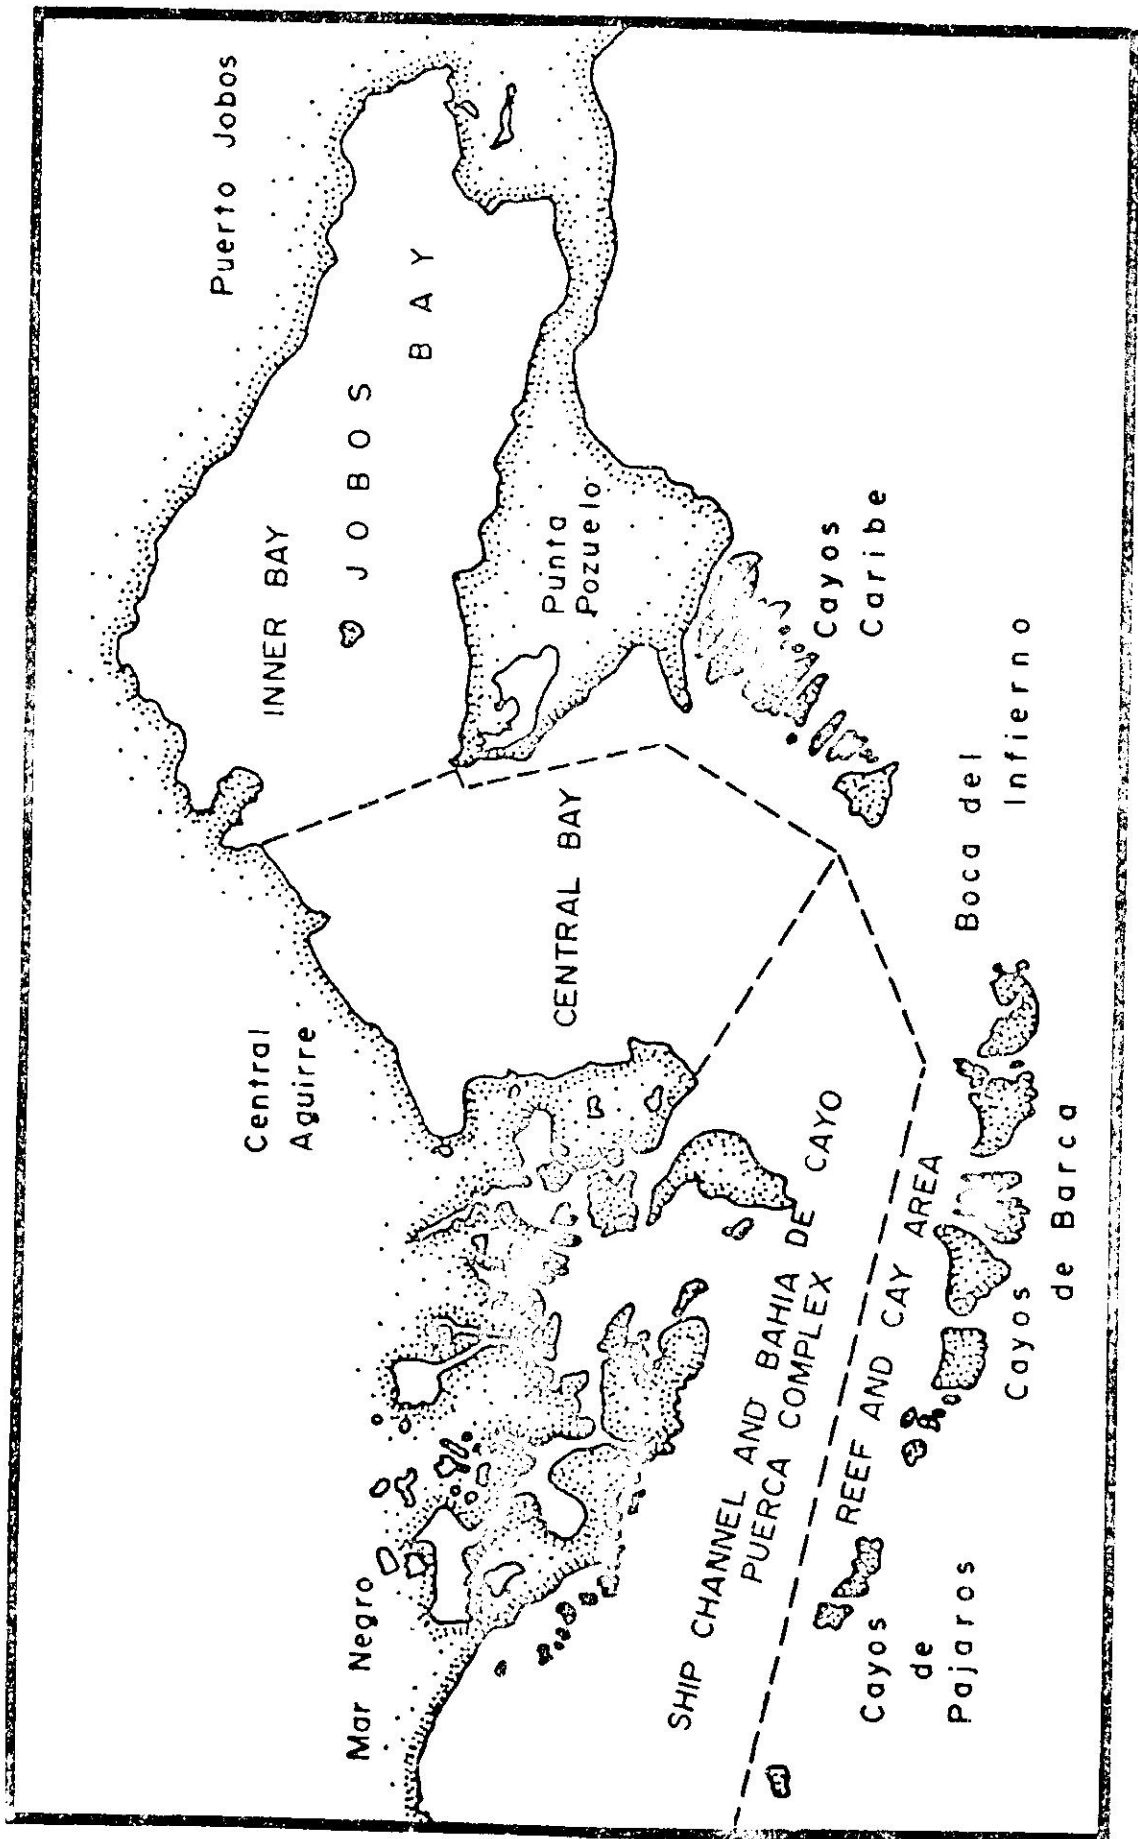 Puerto Jobos
INNER BAY
JOBOS
BAY
Central
Aguirre
Mar Negro
Punta
Pozuelo
CENTRAL BAY
Cayos
Caribe
Boca del
Infierno
SHIP CHANNEL AND BAHIA DE CAYO
PUERCA COMPLEX
REEF AND CAY AREA
Cayos
de Barca
Cayos
de
Pajaros